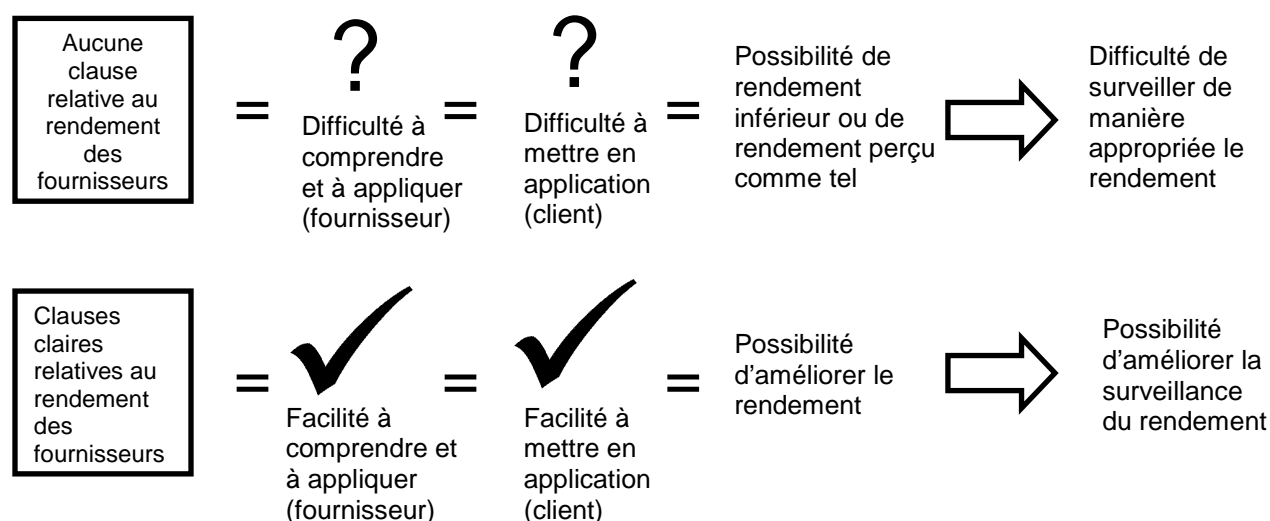 Aucune
clause
relative au
rendement
des
fournisseurs
=
?
Difficulté à
comprendre
et à appliquer
(fournisseur)
=
?
Difficulté à
mettre en
application
(client)
=
Possibilité de
rendement
inférieur ou de
rendement perçu
comme tel
Difficulté de
surveiller de
manière
appropriée le
rendement
Clauses
claires
relatives au
rendement
des
fournisseurs
=
Facilité à
comprendre et
à appliquer
(fournisseur)
=
Facilité à
mettre en
application
(client)
=
Possibilité
d’améliorer le
rendement
Possibilité
d’améliorer la
surveillance
du rendement